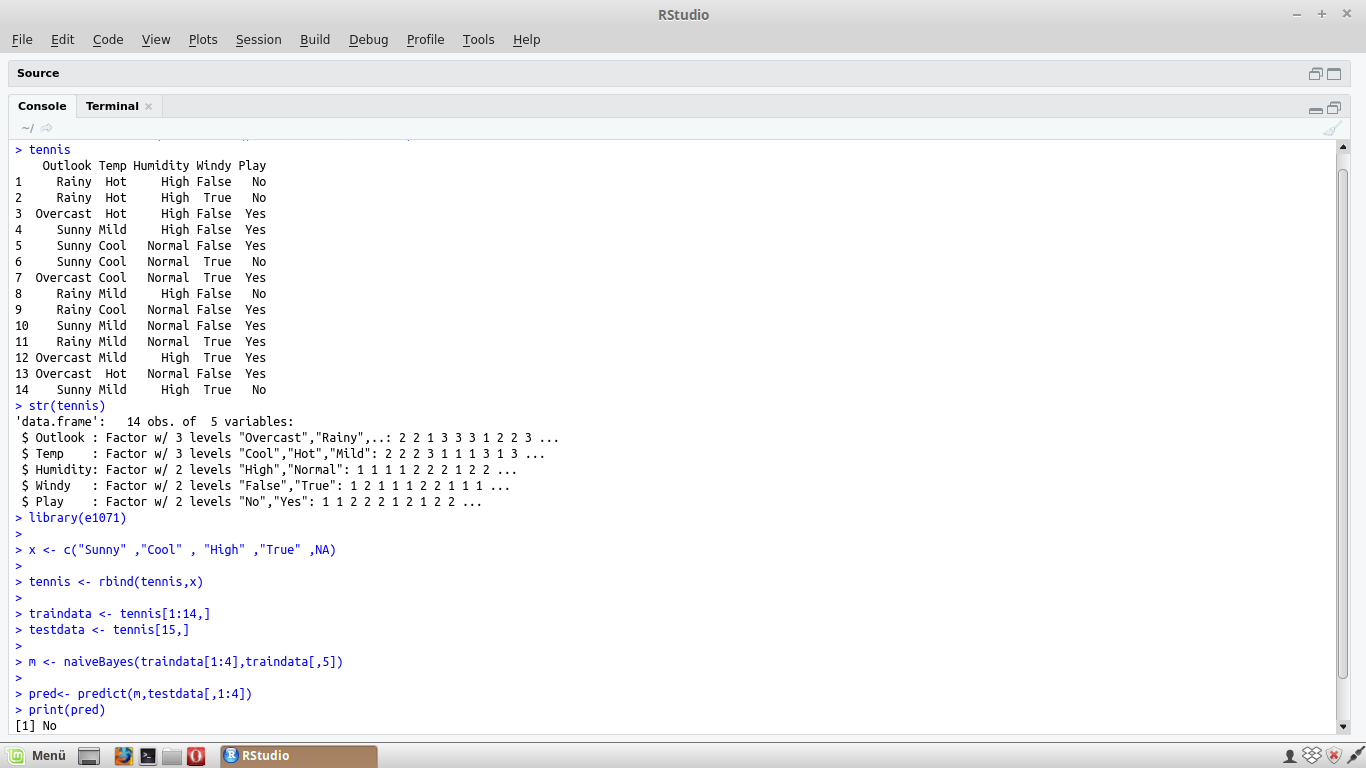 RStudio
File Edit Code View Plots Session Build Debug Profile Tools Help
Source
Console Terminal
~/
> tennis
    Outlook Temp Humidity Windy Play
1     Rainy  Hot     High False   No
2     Rainy  Hot     High  True   No
3  Overcast  Hot     High False  Yes
4     Sunny Mild     High False  Yes
5     Sunny Cool   Normal False  Yes
6     Sunny Cool   Normal  True   No
7  Overcast Cool   Normal  True  Yes
8     Rainy Mild     High False   No
9     Rainy Cool   Normal False  Yes
10    Sunny Mild   Normal False  Yes
11    Rainy Mild   Normal  True  Yes
12 Overcast Mild     High  True  Yes
13 Overcast  Hot   Normal False  Yes
14    Sunny Mild     High  True   No
> str(tennis)
'data.frame':   14 obs. of  5 variables:
 $ Outlook : Factor w/ 3 levels "Overcast","Rainy",..: 2 2 1 3 3 3 1 2 2 3 ...
 $ Temp    : Factor w/ 3 levels "Cool","Hot","Mild": 2 2 2 3 1 1 1 3 1 3 ...
 $ Humidity: Factor w/ 2 levels "High","Normal": 1 1 1 1 2 2 2 1 2 2 ...
 $ Windy   : Factor w/ 2 levels "False","True": 1 2 1 1 1 2 2 1 1 1 ...
 $ Play    : Factor w/ 2 levels "No","Yes": 1 1 2 2 2 1 2 1 2 2 ...
> library(e1071)
>
> x <- c("Sunny" ,"Cool" , "High" ,"True" ,NA)
>
> tennis <- rbind(tennis,x)
>
> traindata <- tennis[1:14,]
> testdata <- tennis[15,]
>
> m <- naiveBayes(traindata[1:4],traindata[,5])
>
> pred<- predict(m,testdata[,1:4])
> print(pred)
[1] No
Menü RStudio